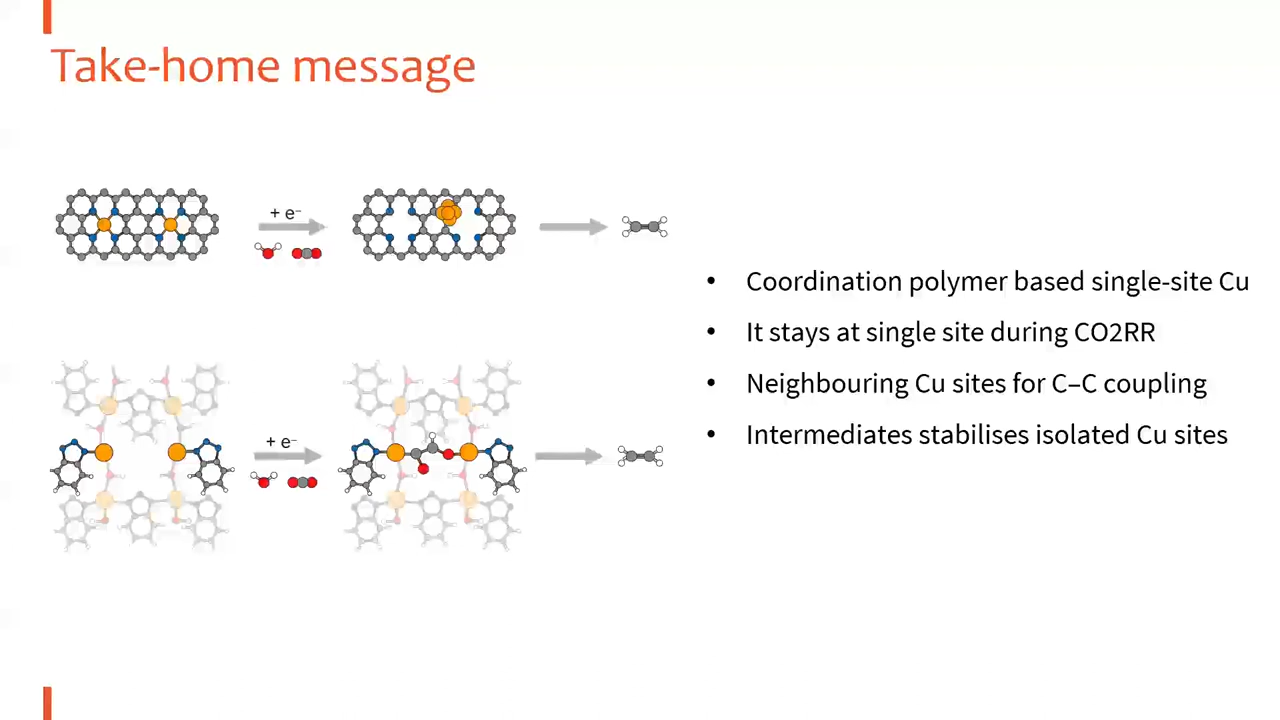 Take-home message
+ e⁻
+ e⁻
• Coordination polymer based single-site Cu
• It stays at single site during CO2RR
• Neighbouring Cu sites for C–C coupling
• Intermediates stabilises isolated Cu sites